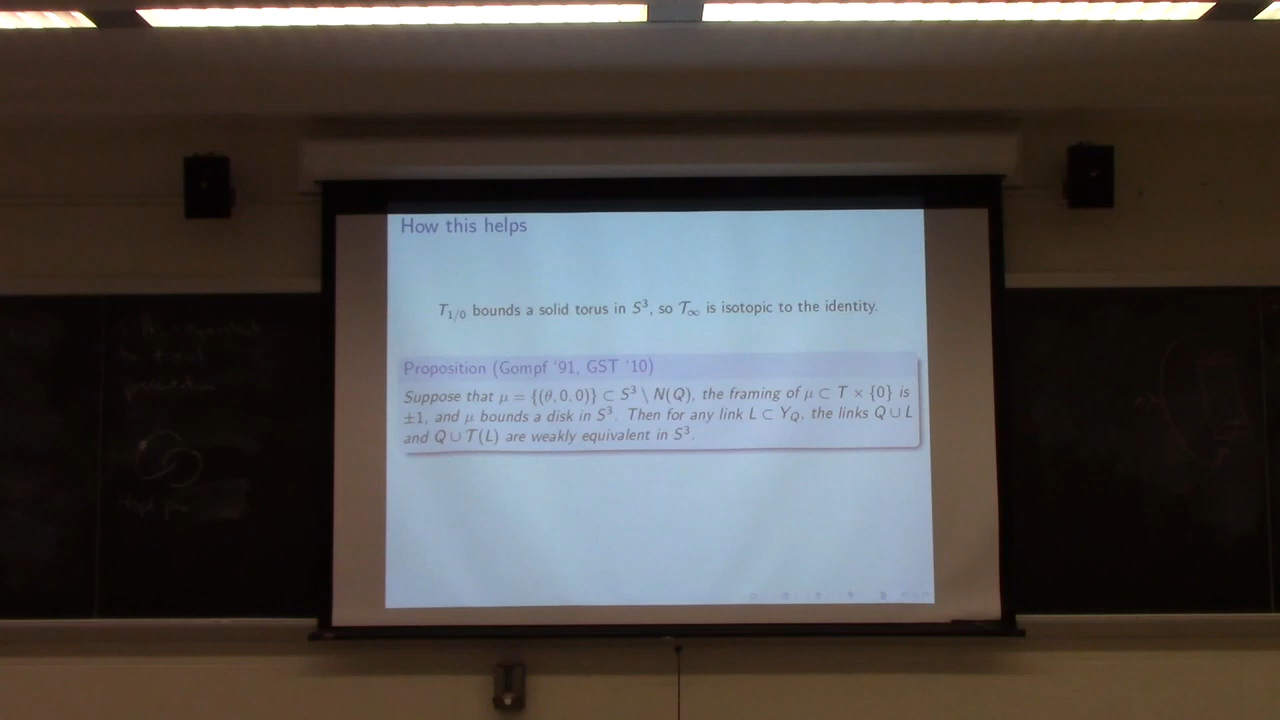 How this helps
T_{1/0} bounds a solid torus in S^3, so 𝒯_∞ is isotopic to the identity.
Proposition (Gompf '91, GST '10)
Suppose that μ = {(θ, 0, 0)} ⊂ S^3 \ N(Q), the framing of μ ⊂ T × {0} is
±1, and μ bounds a disk in S^3. Then for any link L ⊂ Y_Q, the links Q ∪ L
and Q ∪ 𝒯(L) are weakly equivalent in S^3.